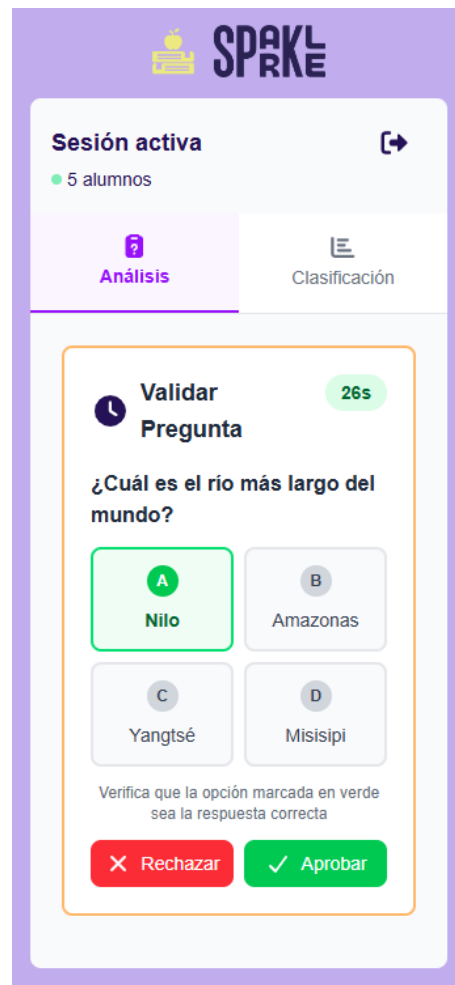 SPARKLE
Sesión activa
5 alumnos
Análisis
Clasificación
Validar
Pregunta
26s
¿Cuál es el río más largo del
mundo?
A
Nilo
B
Amazonas
C
Yangtsé
D
Misisipi
Verifica que la opción marcada en verde
sea la respuesta correcta
Rechazar
Aprobar